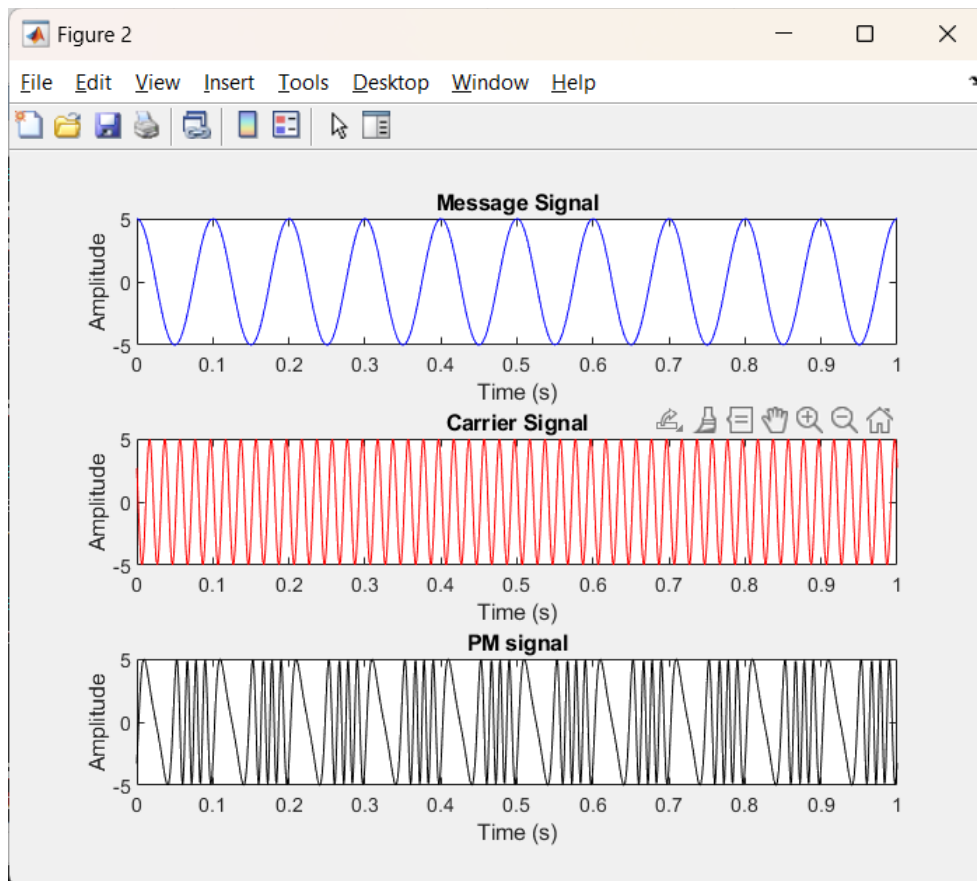 Figure 2
File Edit View Insert Tools Desktop Window Help
Message Signal
5
0
-5
Amplitude
0 0.1 0.2 0.3 0.4 0.5 0.6 0.7 0.8 0.9 1
Time (s)
Carrier Signal
5
0
-5
Amplitude
0 0.1 0.2 0.3 0.4 0.5 0.6 0.7 0.8 0.9 1
Time (s)
PM signal
5
0
-5
Amplitude
0 0.1 0.2 0.3 0.4 0.5 0.6 0.7 0.8 0.9 1
Time (s)